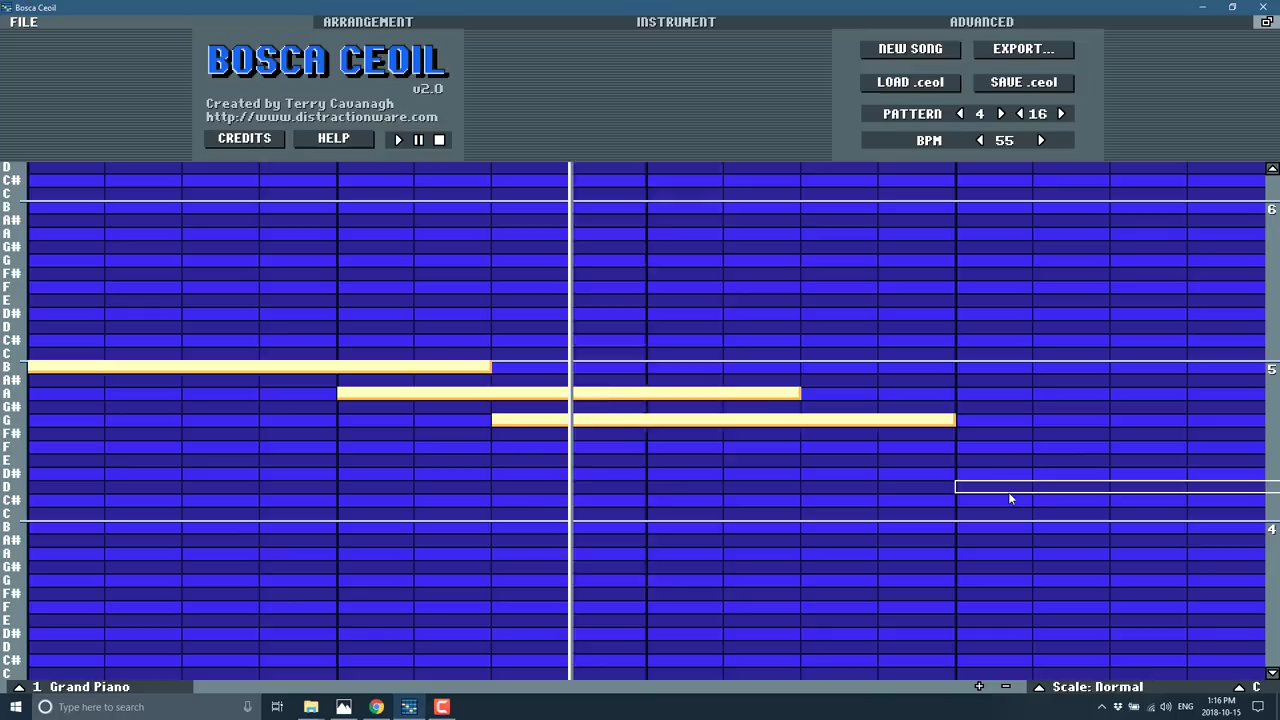 Bosca Ceoil
FILE ARRANGEMENT INSTRUMENT ADVANCED
BOSCA CEOIL
v2.0
Created by Terry Cavanagh
http://www.distractionware.com
CREDITS HELP
NEW SONG EXPORT...
LOAD .ceol SAVE .ceol
PATTERN 4 16
BPM 55
D
C#
C
B
6
A#
A
G#
G
F#
F
E
D#
D
C#
C
B
5
A#
A
G#
G
F#
F
E
D#
D
C#
C
B
4
A#
A
G#
G
F#
F
E
D#
D
C#
C
1 Grand Piano + - Scale: Normal C
Type here to search
ENG
1:16 PM
2018-10-15